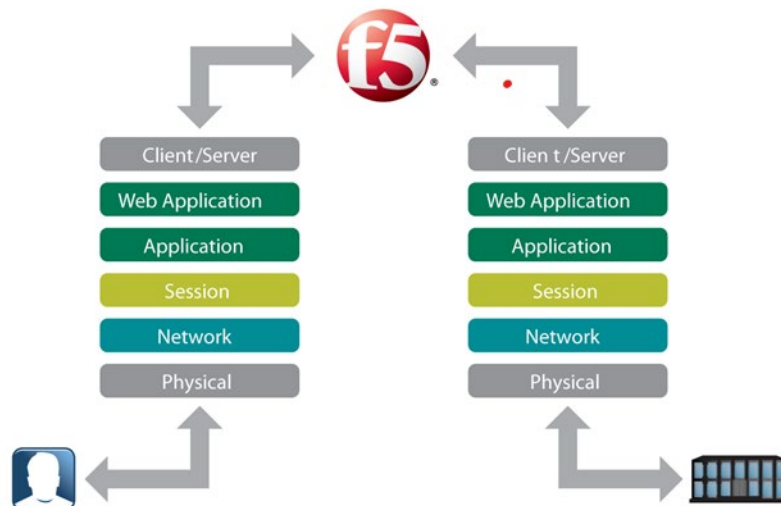 f5®
Client/Server
Web Application
Application
Session
Network
Physical
Clien t/Server
Web Application
Application
Session
Network
Physical